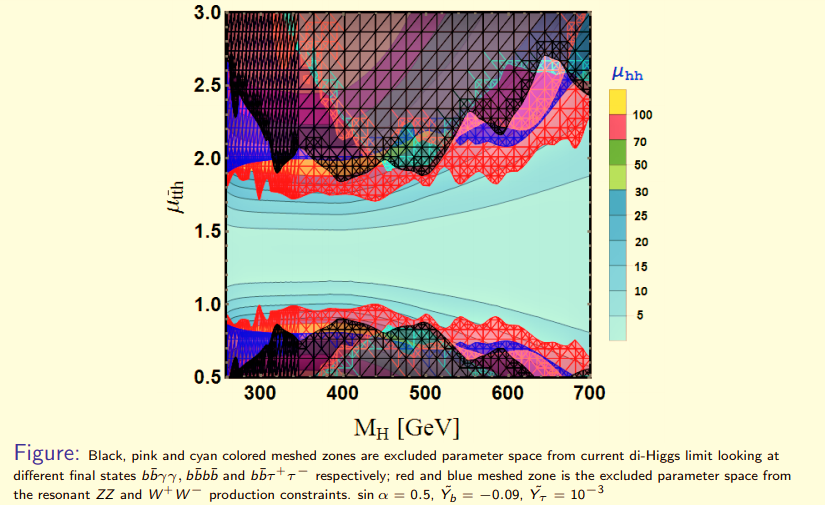 3.0
2.5
2.0
1.5
1.0
0.5
μtt̄h
300 400 500 600 700
M_H [GeV]
μhh
100
70
50
30
25
20
15
10
5
Figure: Black, pink and cyan colored meshed zones are excluded parameter space from current di-Higgs limit looking at
different final states bb̄γγ, bb̄bb̄ and bb̄τ⁺τ⁻ respectively; red and blue meshed zone is the excluded parameter space from
the resonant ZZ and W⁺W⁻ production constraints. sin α = 0.5, Ỹ_b = −0.09, Ỹ_τ = 10⁻³